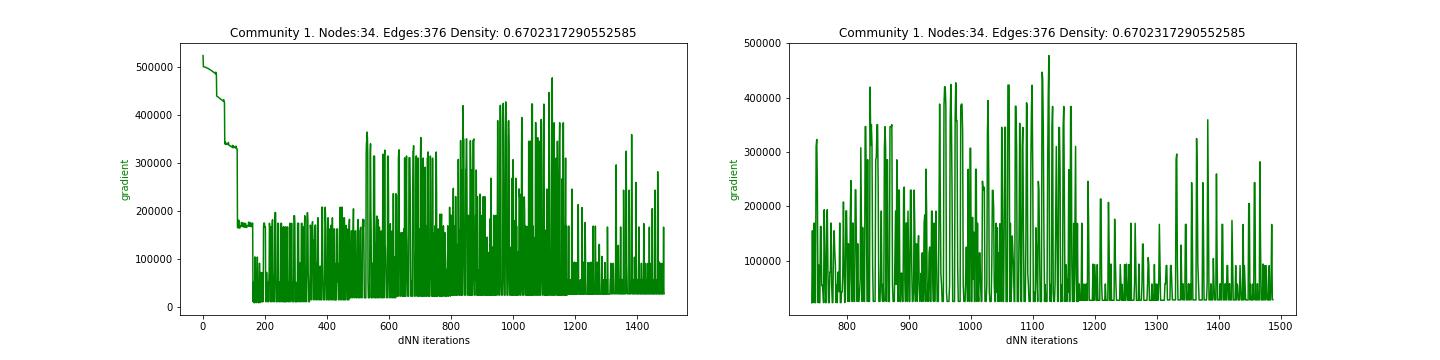 Community 1. Nodes:34. Edges:376 Density: 0.6702317290552585
500000
400000
300000
200000
100000
0
gradient
0 200 400 600 800 1000 1200 1400
dNN iterations
Community 1. Nodes:34. Edges:376 Density: 0.6702317290552585
500000
400000
300000
200000
100000
gradient
800 900 1000 1100 1200 1300 1400 1500
dNN iterations